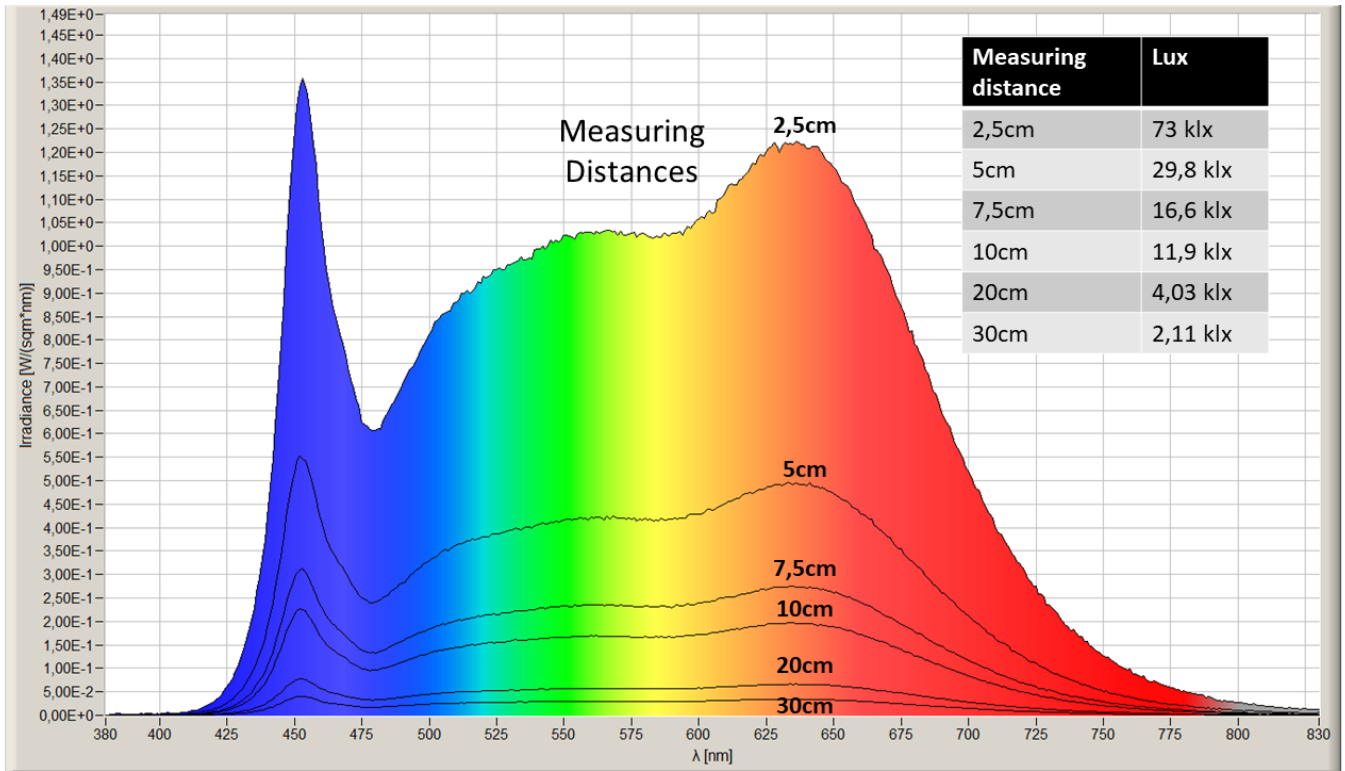 1,49E+0
1,45E+0
1,40E+0
1,35E+0
1,30E+0
1,25E+0
1,20E+0
1,15E+0
1,10E+0
1,05E+0
1,00E+0
9,50E-1
9,00E-1
8,50E-1
8,00E-1
7,50E-1
7,00E-1
6,50E-1
6,00E-1
5,50E-1
5,00E-1
4,50E-1
4,00E-1
3,50E-1
3,00E-1
2,50E-1
2,00E-1
1,50E-1
1,00E-1
5,00E-2
0,00E+0
Irradiance [W/(sqm*nm)]
Measuring
Distances
2,5cm
5cm
7,5cm
10cm
20cm
30cm
Measuring distance Lux
2,5cm 73 klx
5cm 29,8 klx
7,5cm 16,6 klx
10cm 11,9 klx
20cm 4,03 klx
30cm 2,11 klx
380 400 425 450 475 500 525 550 575 600 625 650 675 700 725 750 775 800 830
λ [nm]